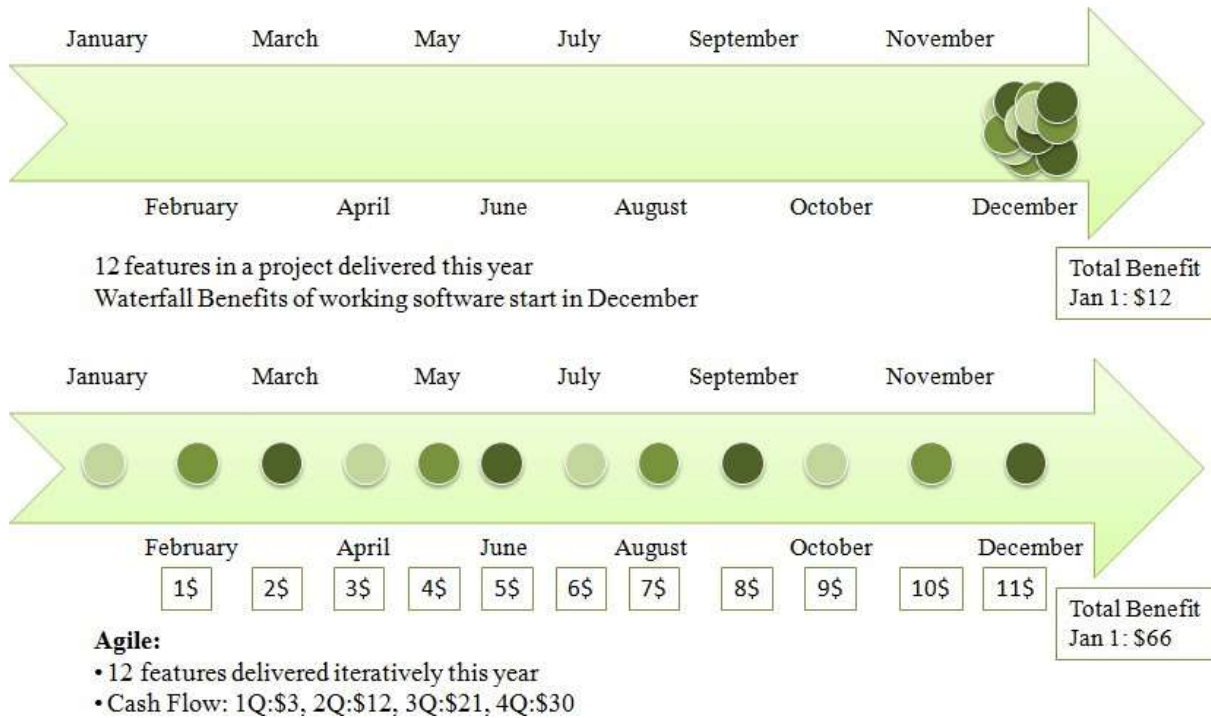 January March May July September November
February April June August October December
12 features in a project delivered this year
Waterfall Benefits of working software start in December
Total Benefit
Jan 1: $12
January March May July September November
February April June August October December
1$ 2$ 3$ 4$ 5$ 6$ 7$ 8$ 9$ 10$ 11$
Total Benefit
Jan 1: $66
Agile:
• 12 features delivered iteratively this year
• Cash Flow: 1Q:$3, 2Q:$12, 3Q:$21, 4Q:$30